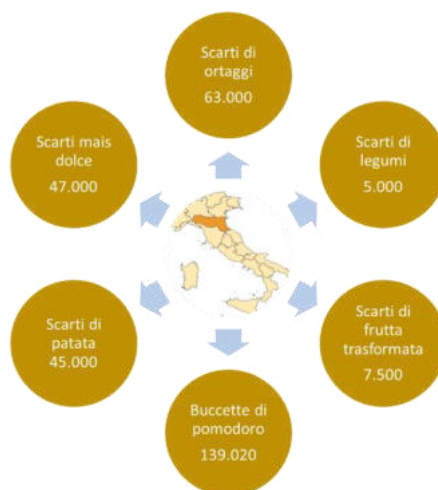 Scarti di
ortaggi
63.000
Scarti mais
dolce
47.000
Scarti di
legumi
5.000
Scarti di
patata
45.000
Scarti di
frutta
trasformata
7.500
Buccette di
pomodoro
139.020